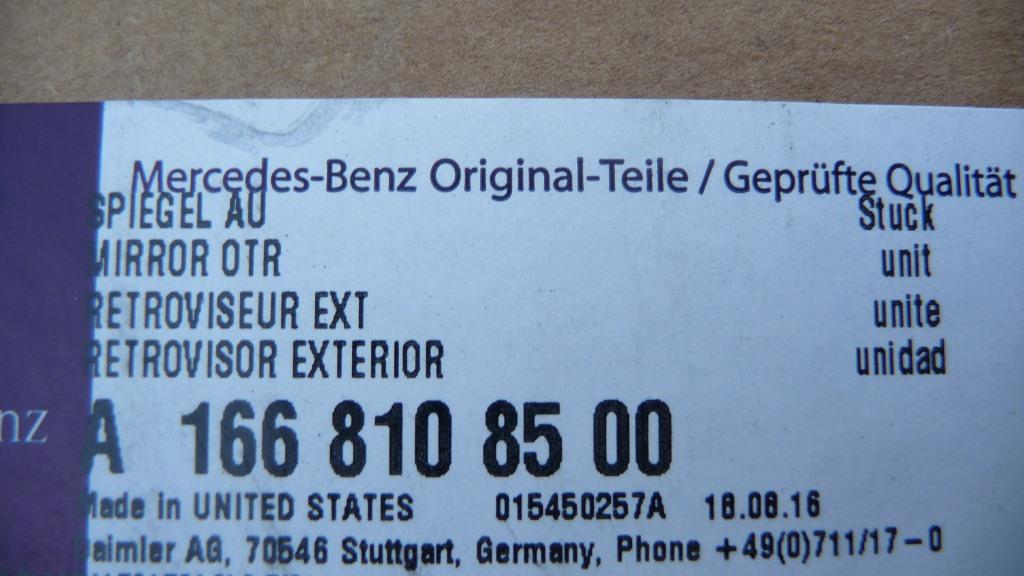 Mercedes-Benz Original-Teile / Geprüfte Qualität
SPIEGEL AU Stuck
MIRROR OTR unit
RETROVISEUR EXT unite
RETROVISOR EXTERIOR unidad
nz
A 166 810 85 00
Made in UNITED STATES 015450257A 18.08.16
Daimler AG, 70546 Stuttgart, Germany, Phone +49(0)711/17-0